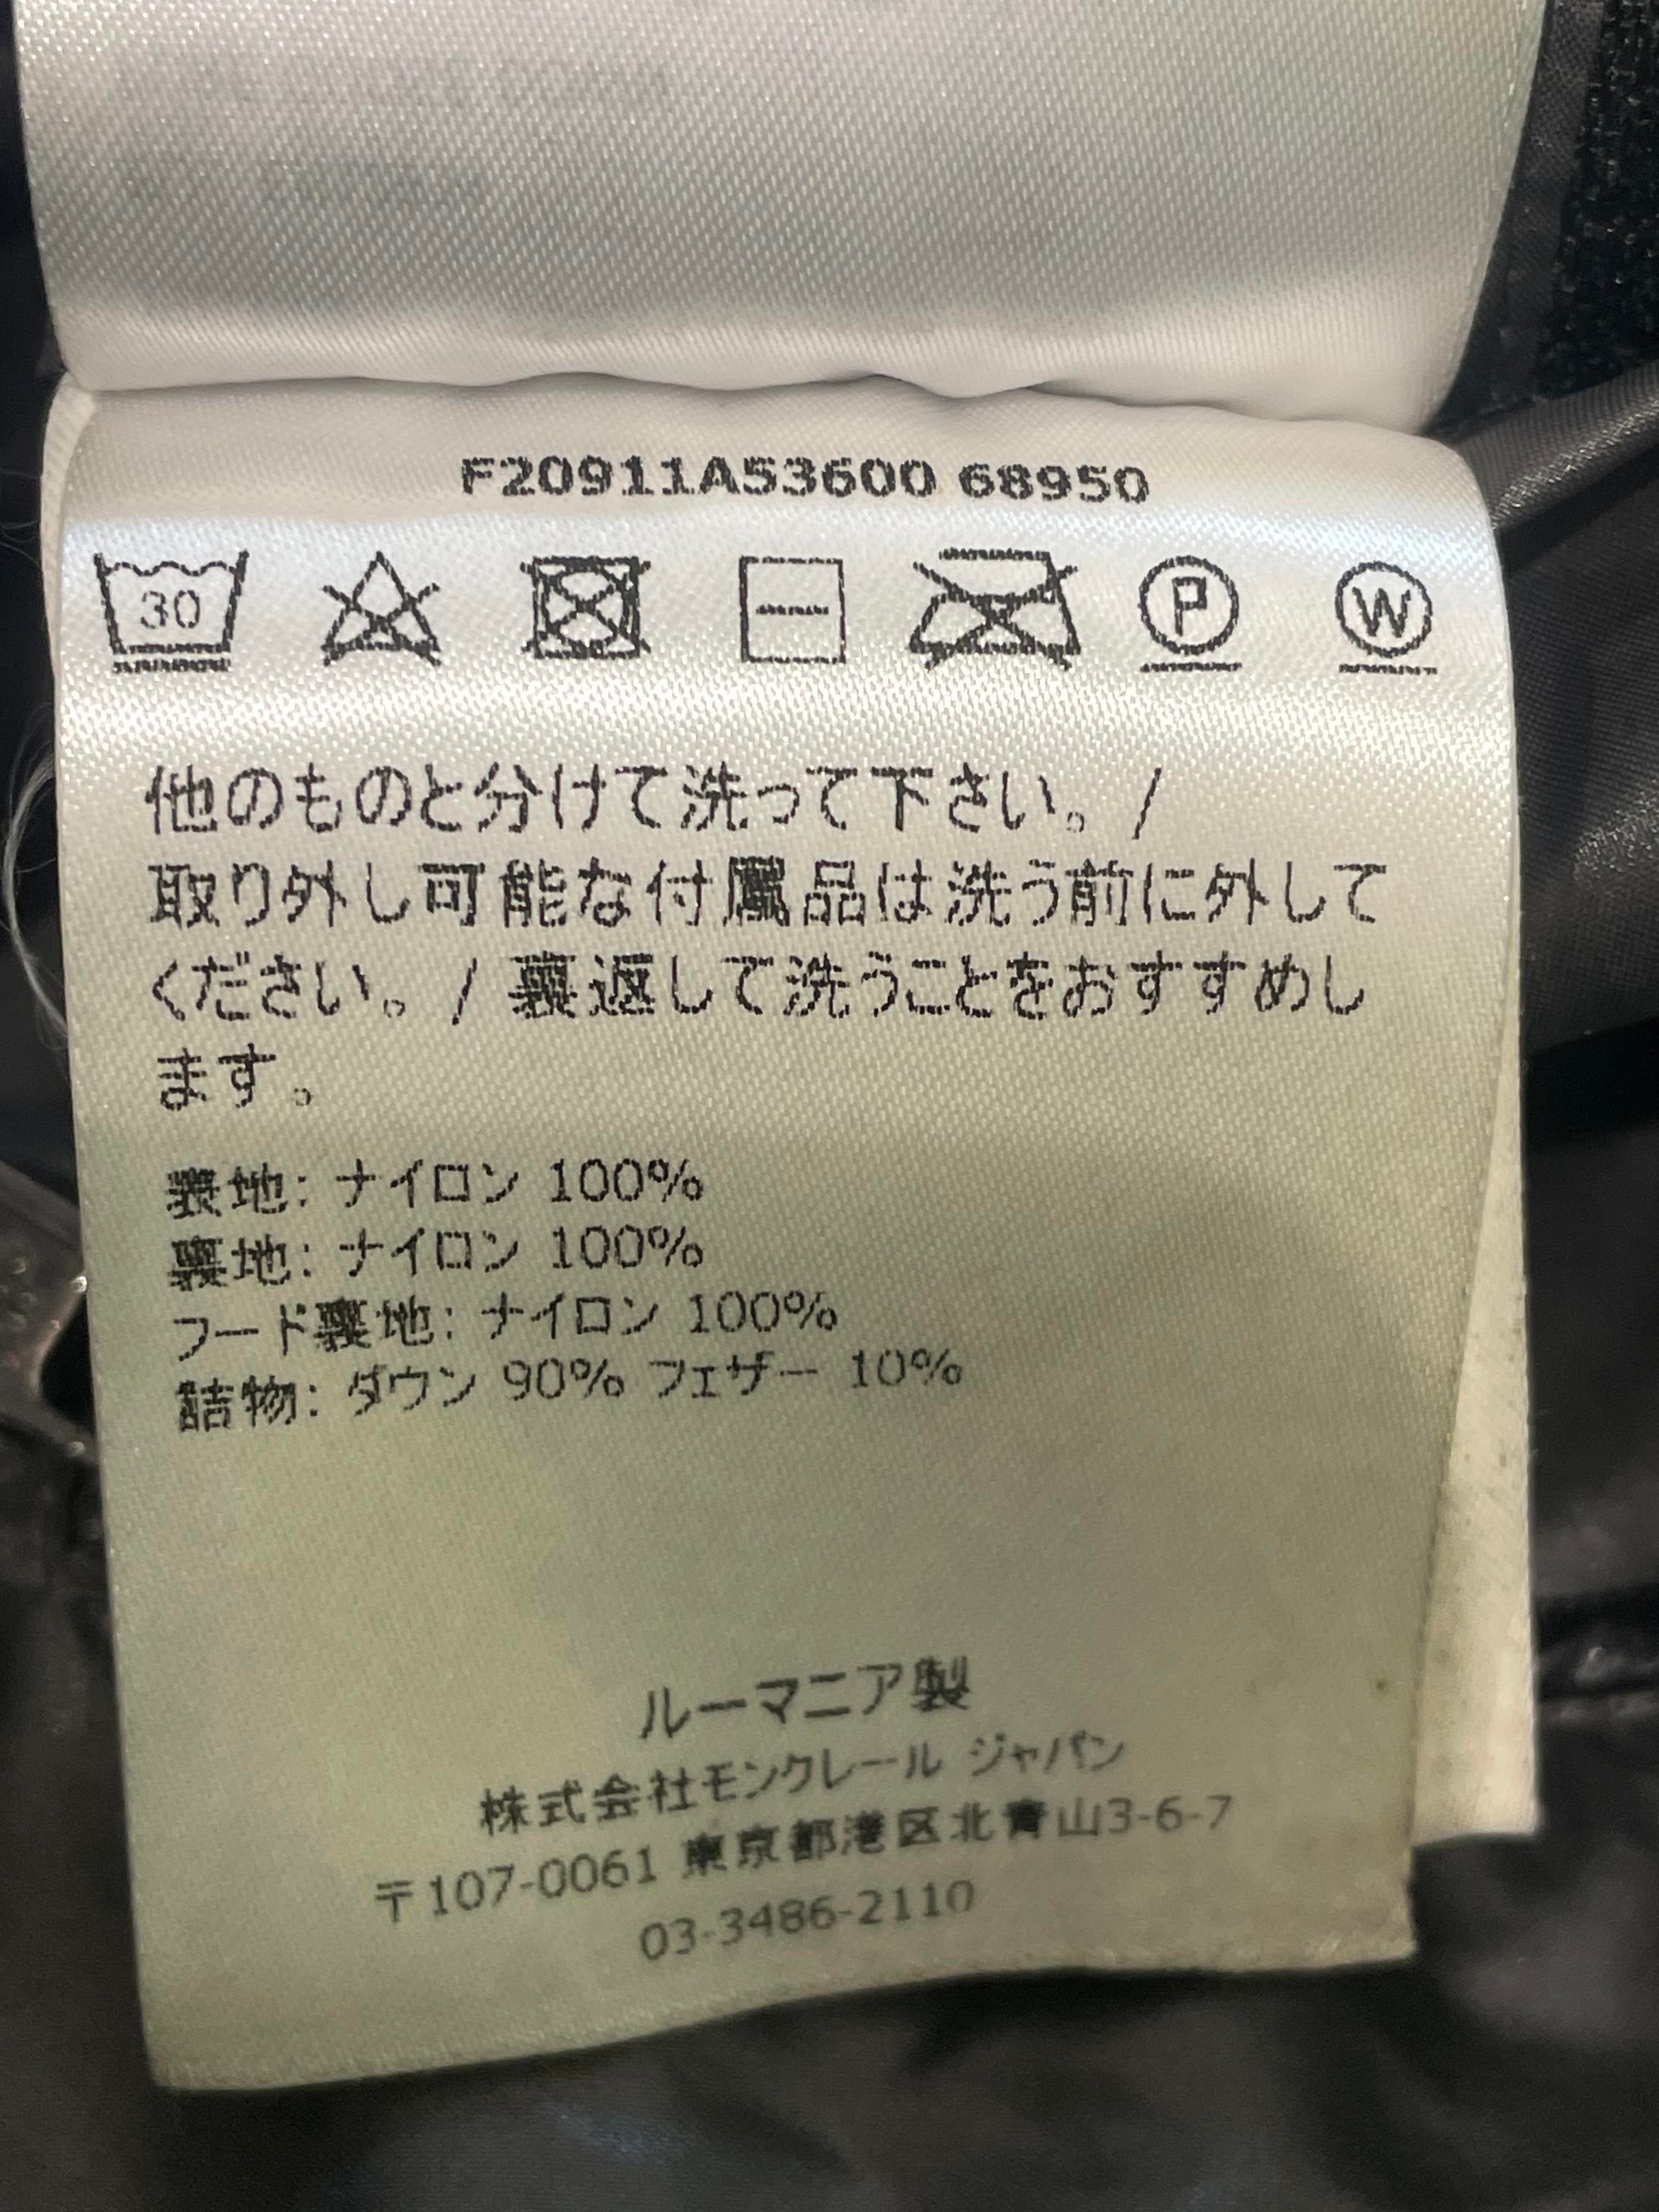 F20911A53600 68950
30
P
W
他のものと分けて洗って下さい。/
取り外し可能な付属品は洗う前に外して
ください。/ 裏返して洗うことをおすすめし
ます。
表地: ナイロン 100%
裏地: ナイロン 100%
フード裏地: ナイロン 100%
詰物: ダウン 90% フェザー 10%
ルーマニア製
株式会社モンクレール ジャパン
〒107-0061 東京都港区北青山3-6-7
03-3486-2110